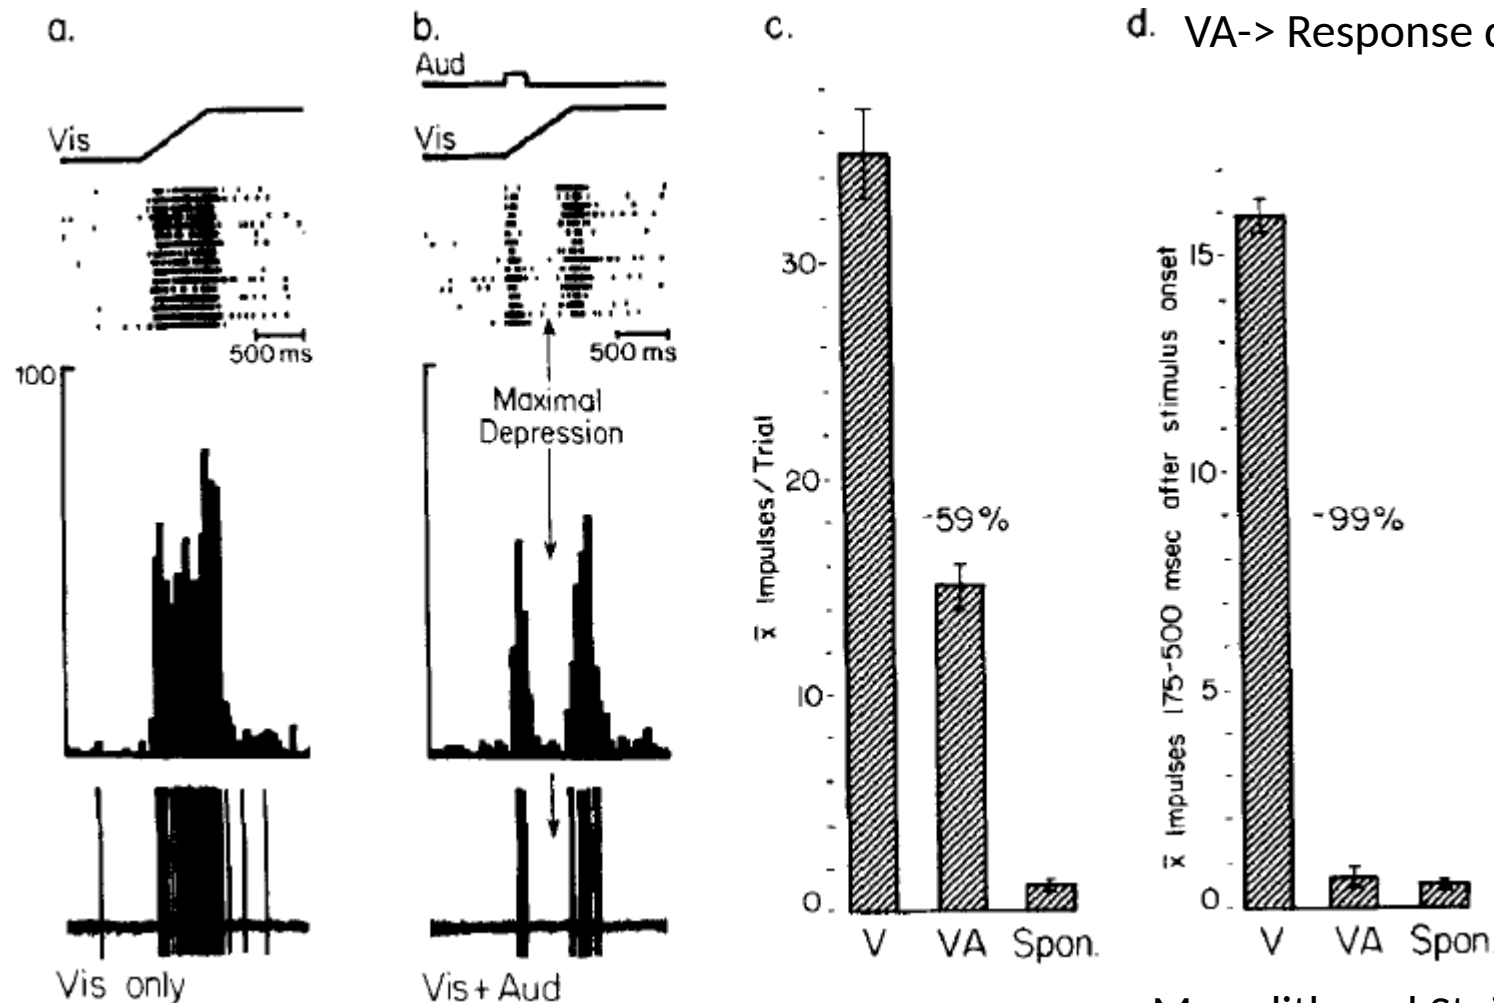 a.
Vis
500 ms
100
Vis only
b.
Aud
Vis
500 ms
Maximal
Depression
Vis + Aud
c.
x̄ Impulses/Trial
30
20
10
0
-59%
V VA Spon.
d. VA-> Response
x̄ Impulses 175-500 msec after stimulus onset
15
10
5
0
-99%
V VA Spon.